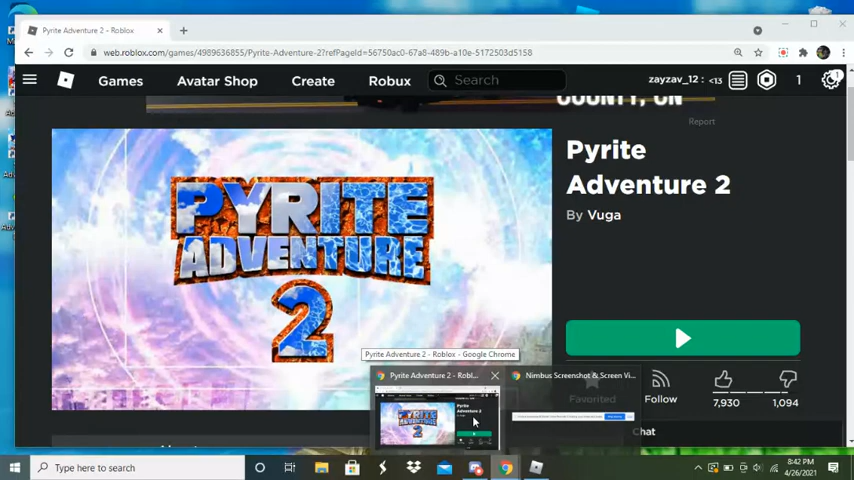 Pyrite Adventure 2 - Roblox
web.roblox.com/games/4989636855/Pyrite-Adventure-2?refPageId=56750ac0-67a8-489b-a10e-5172503d5158
Games Avatar Shop Create Robux Search zayzav_12 : <13 1 1
COUNTY, ON
Report
PYRITE
ADVENTURE
2
Pyrite
Adventure 2
By Vuga
Pyrite Adventure 2 - Roblox - Google Chrome
Pyrite Adventure 2 - Robl...
Nimbus Screenshot & Screen Vi...
Favorited Follow 7,930 1,094
Chat
Type here to search
8:42 PM
4/26/2021